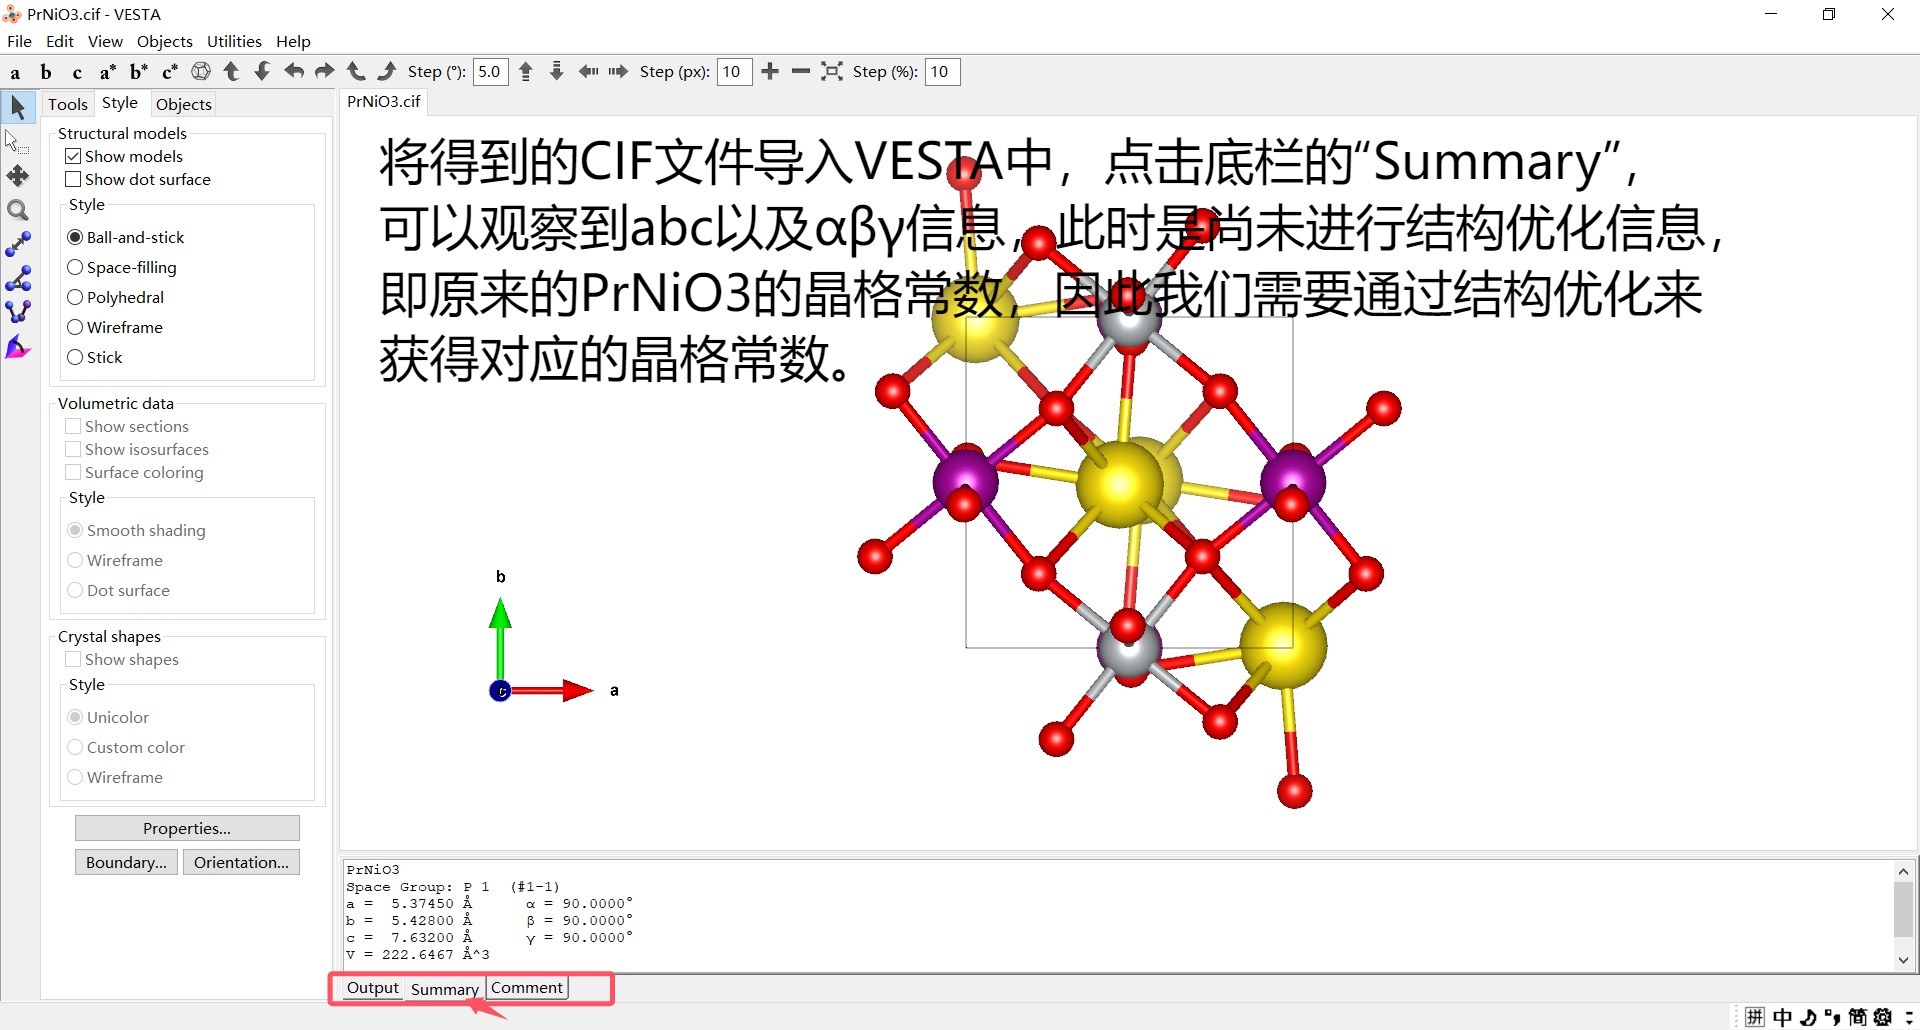 PrNiO3.cif - VESTA
File Edit View Objects Utilities Help
a b c a* b* c* Step (°): 5.0 Step (px): 10 Step (%): 10
Tools Style Objects
PrNiO3.cif
Structural models
Show models
Show dot surface
Style
Ball-and-stick
Space-filling
Polyhedral
Wireframe
Stick
Volumetric data
Show sections
Show isosurfaces
Surface coloring
Style
Smooth shading
Wireframe
Dot surface
Crystal shapes
Show shapes
Style
Unicolor
Custom color
Wireframe
Properties...
Boundary... Orientation...
将得到的CIF文件导入VESTA中，点击底栏的“Summary”，
可以观察到abc以及αβγ信息，此时是尚未进行结构优化信息，
即原来的PrNiO3的晶格常数，因此我们需要通过结构优化来
获得对应的晶格常数。
b
c
a
PrNiO3
Space Group: P 1 (#1-1)
a = 5.37450 Å α = 90.0000°
b = 5.42800 Å β = 90.0000°
c = 7.63200 Å γ = 90.0000°
V = 222.6467 Å^3
Output Summary Comment
拼 中 简